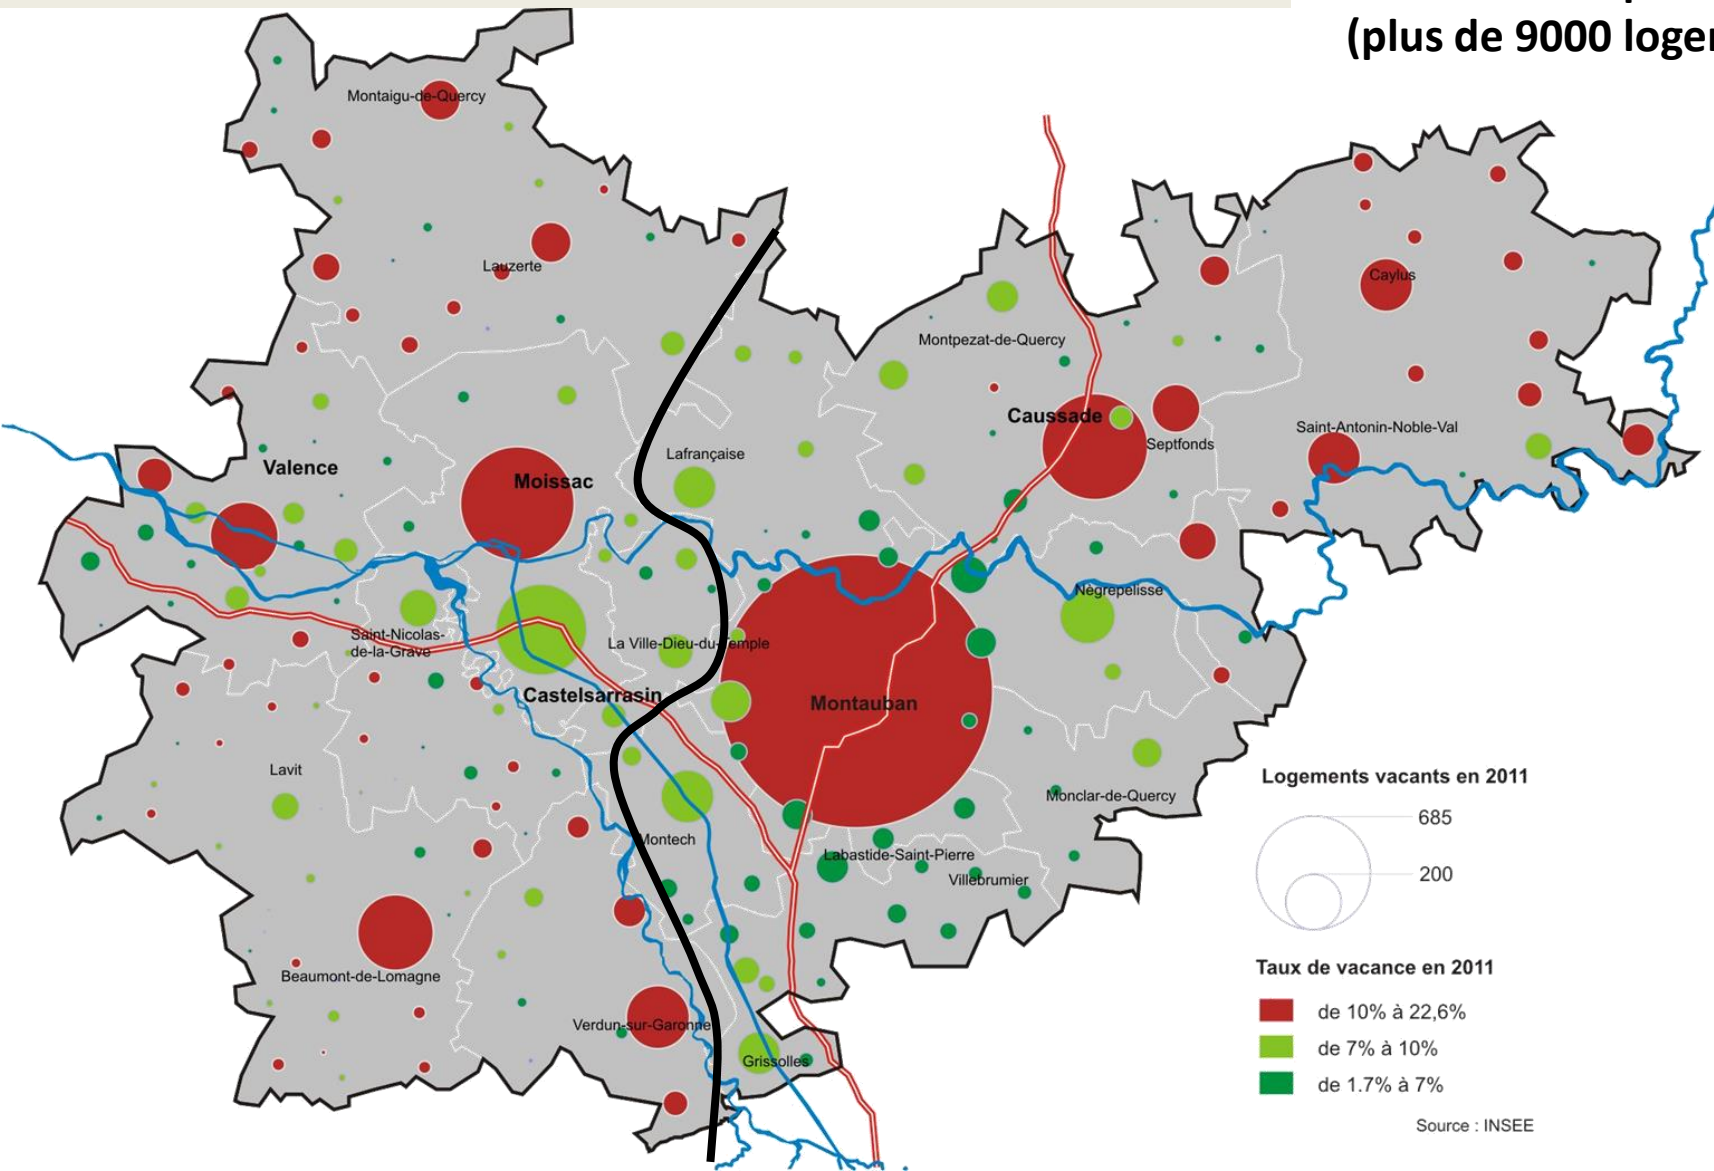 (plus de 9000 loger
Montaigu-de-Quercy
Lauzerte
Montpezat-de-Quercy
Caylus
Caussade
Septfonds
Saint-Antonin-Noble-Val
Lafrançaise
Valence
Moissac
Nègrepelisse
Saint-Nicolas-
de-la-Grave
La Ville-Dieu-du-Temple
Castelsarrasin
Montauban
Lavit
Monclar-de-Quercy
Montech
Labastide-Saint-Pierre
Villebrumier
Beaumont-de-Lomagne
Verdun-sur-Garonne
Grissolles
Logements vacants en 2011
685
200
Taux de vacance en 2011
de 10% à 22,6%
de 7% à 10%
de 1.7% à 7%
Source : INSEE